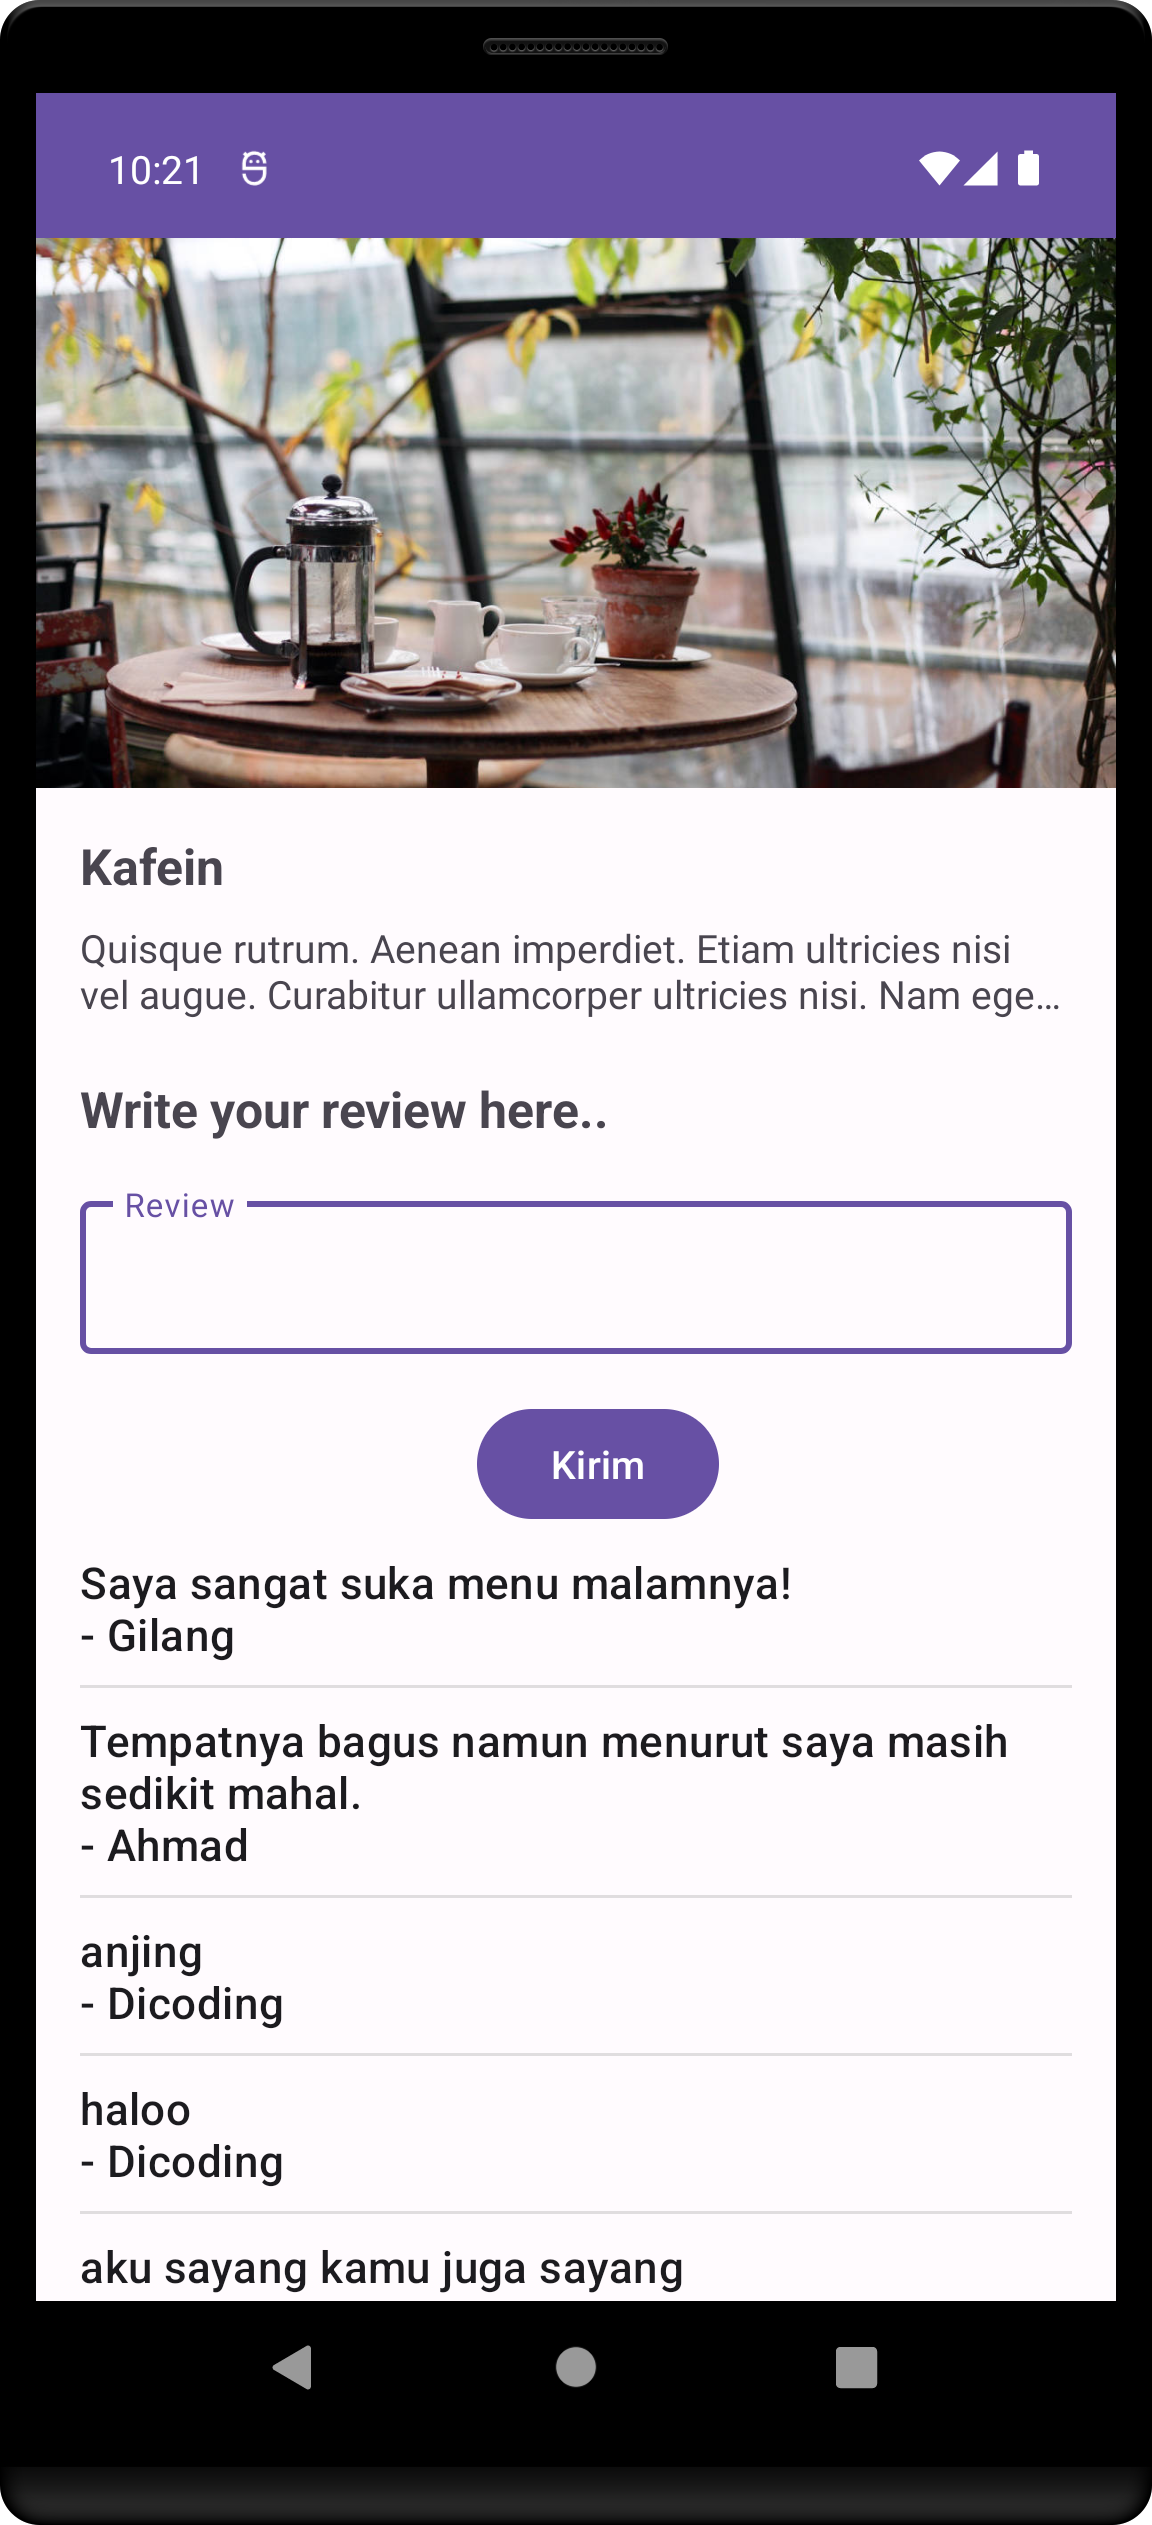 10:21
Kafein
Quisque rutrum. Aenean imperdiet. Etiam ultricies nisi
vel augue. Curabitur ullamcorper ultricies nisi. Nam ege…
Write your review here..
Review
Kirim
Saya sangat suka menu malamnya!
- Gilang
Tempatnya bagus namun menurut saya masih
sedikit mahal.
- Ahmad
anjing
- Dicoding
haloo
- Dicoding
aku sayang kamu juga sayang